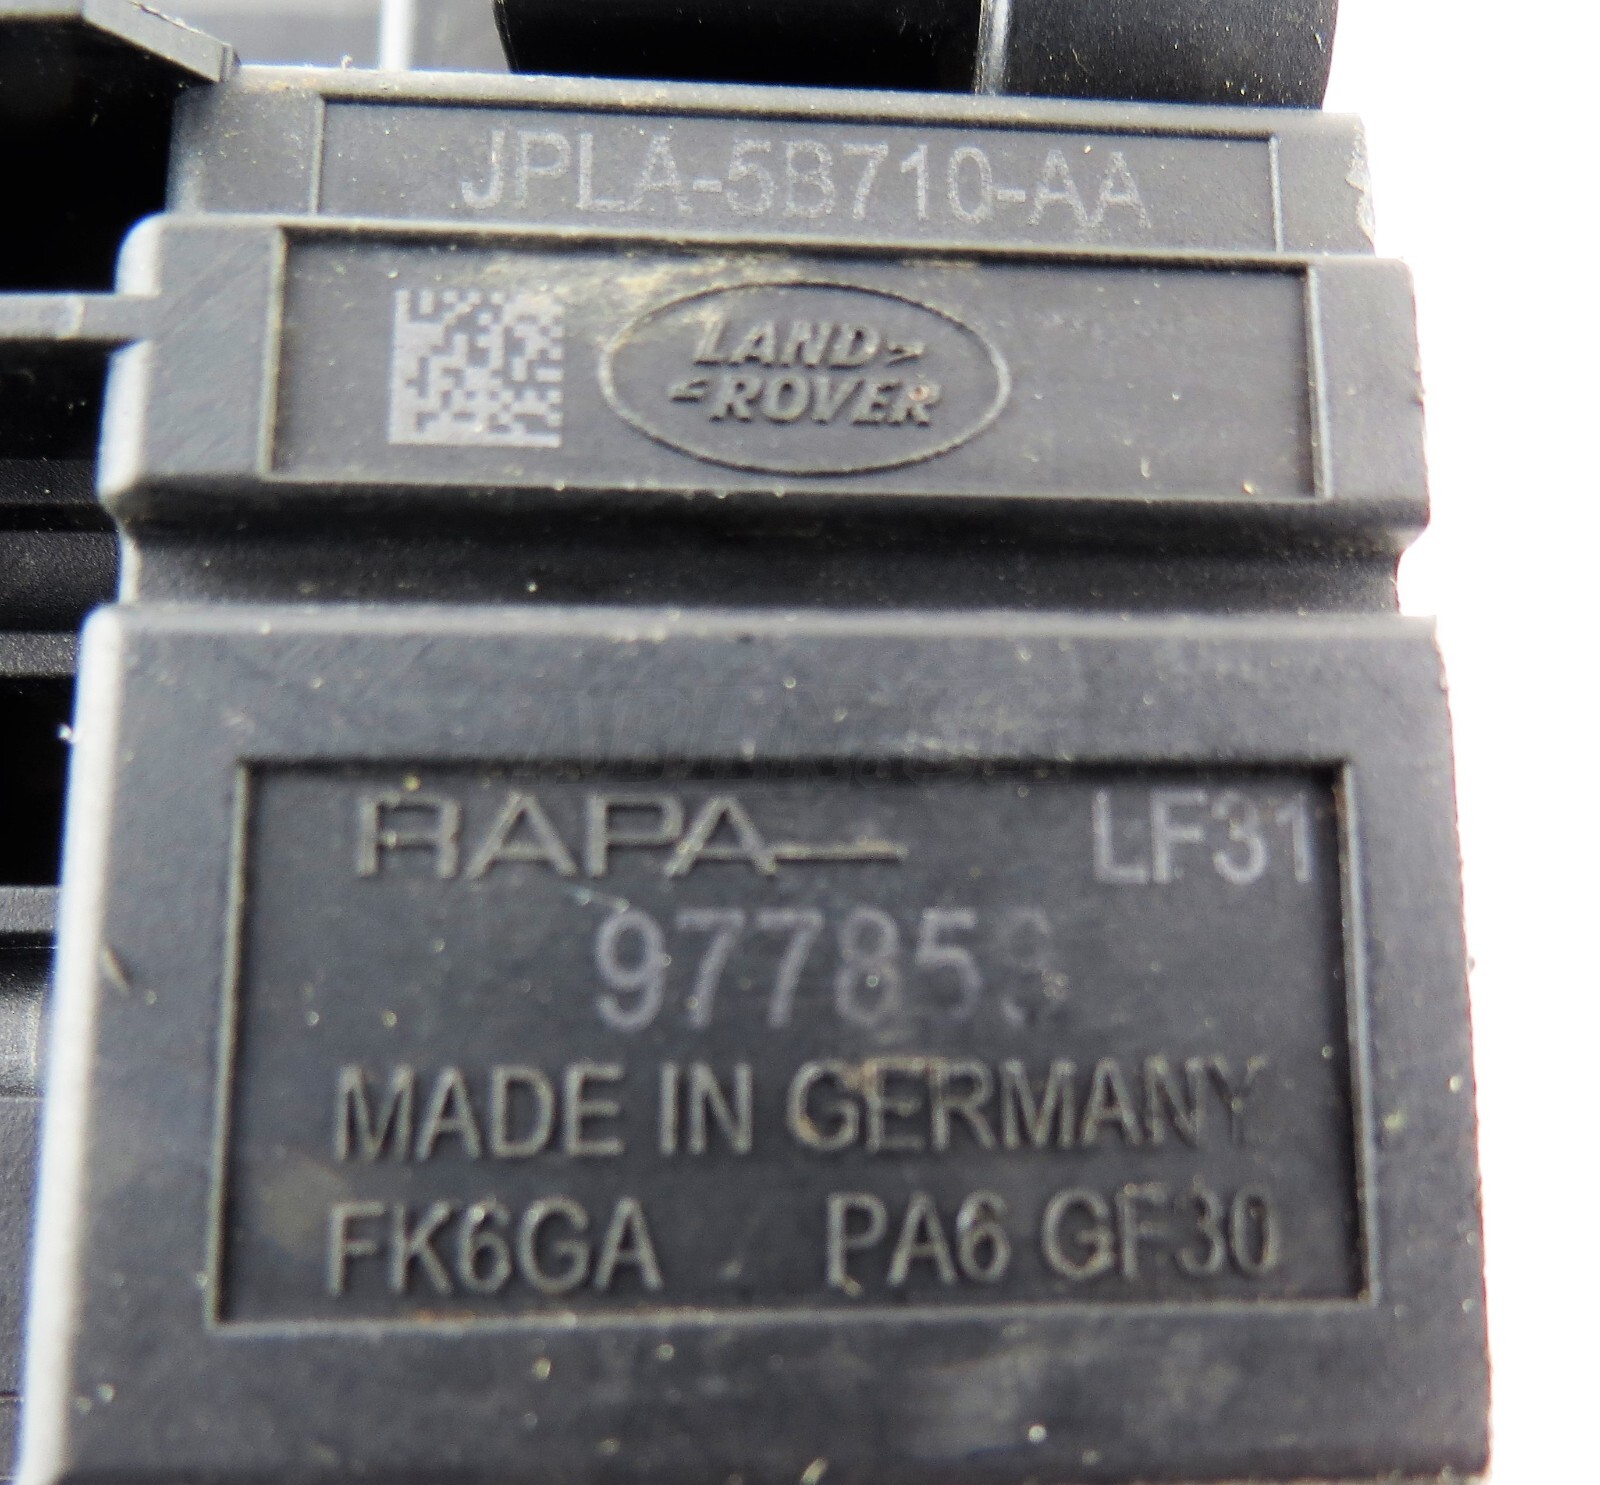 JPLA-5B710-AA
LAND
ROVER
RAPA LF31
MADE IN GERMANY
FK6GA PA6 GF30